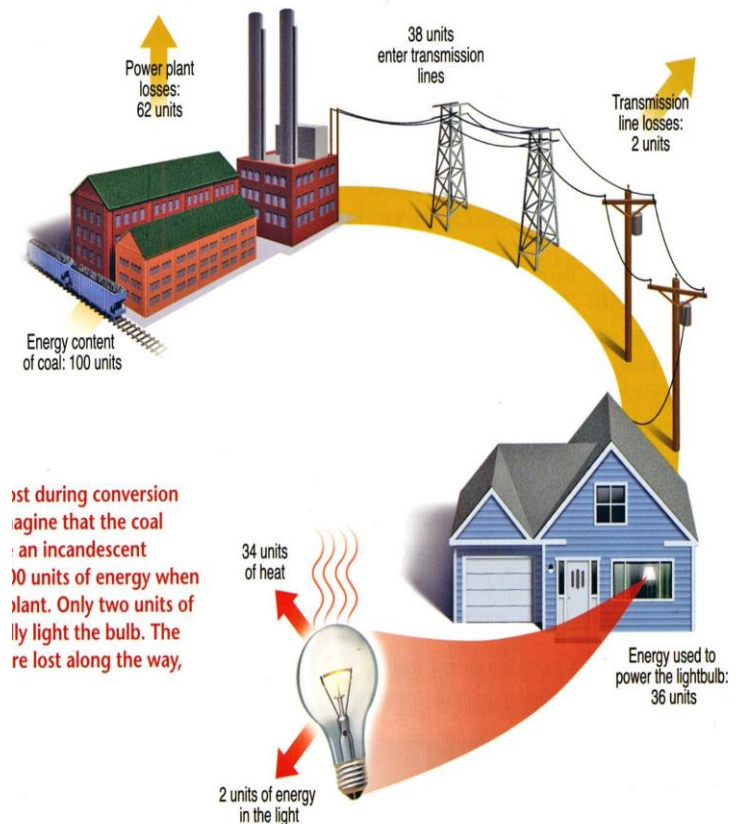 Power plant
losses:
62 units
38 units
enter transmission
lines
Transmission
line losses:
2 units
Energy content
of coal: 100 units
ost during conversion
agine that the coal
an incandescent
00 units of energy when
plant. Only two units of
lly light the bulb. The
re lost along the way,
34 units
of heat
Energy used to
power the lightbulb:
36 units
2 units of energy
in the light